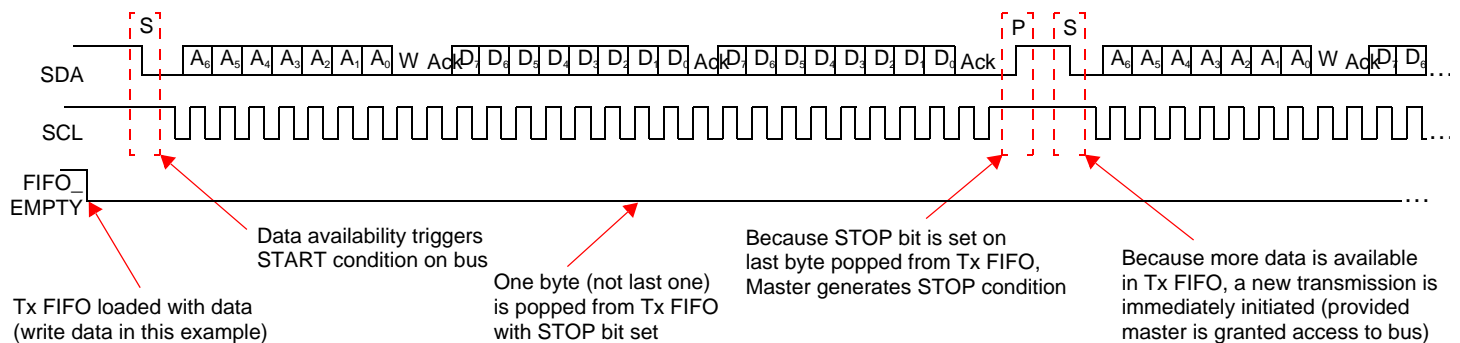 S P S
SDA A6 A5 A4 A3 A2 A1 A0 W Ack D7 D6 D5 D4 D3 D2 D1 D0 Ack D7 D6 D5 D4 D3 D2 D1 D0 Ack A6 A5 A4 A3 A2 A1 A0 W Ack D7 D6 ...
SCL ...
FIFO_
EMPTY ...
Data availability triggers
START condition on bus
Because STOP bit is set on
last byte popped from Tx FIFO,
Master generates STOP condition
Because more data is available
in Tx FIFO, a new transmission is
immediately initiated (provided
master is granted access to bus)
One byte (not last one)
is popped from Tx FIFO
with STOP bit set
Tx FIFO loaded with data
(write data in this example)